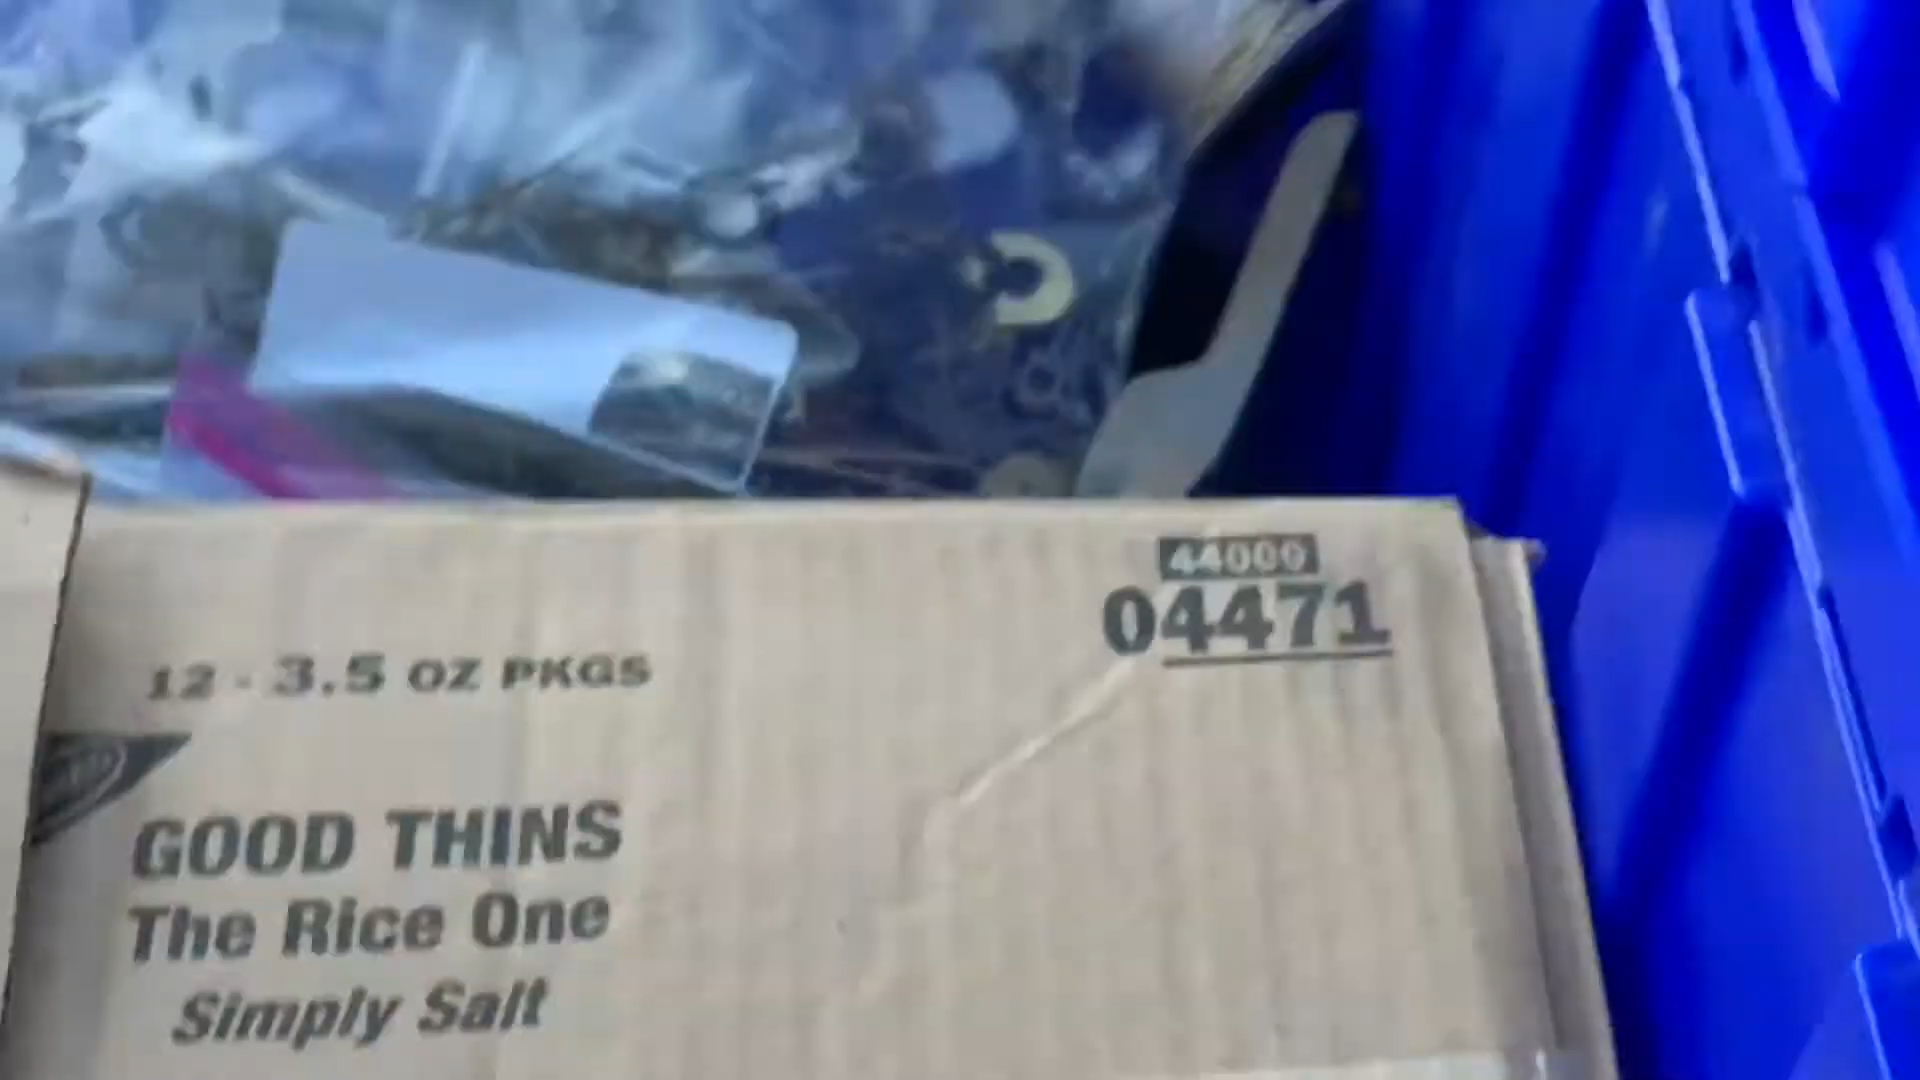 44000
04471
12 - 3.5 OZ PKGS
GOOD THINS
The Rice One
Simply Salt